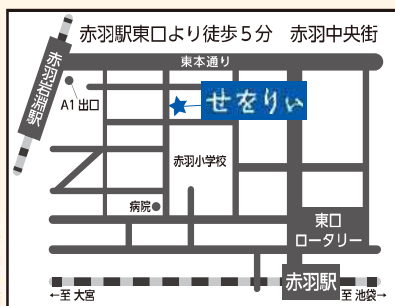 赤羽駅東口より徒歩5分 赤羽中央街
東本通り
赤羽岩淵駅
A1出口
せをりぃ
赤羽小学校
病院
東口
ロータリー
赤羽駅
←至 大宮
至 池袋→